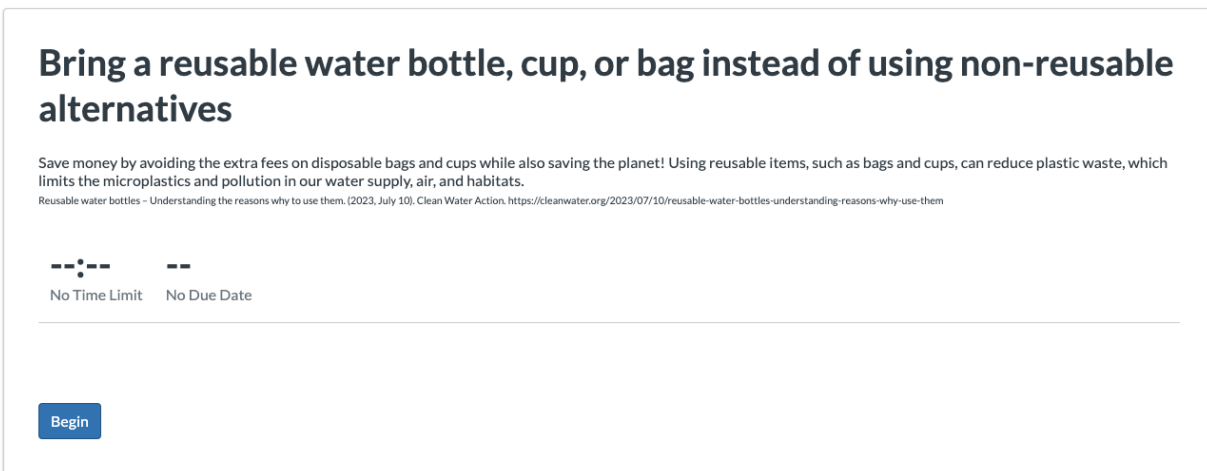 Bring a reusable water bottle, cup, or bag instead of using non-reusable
alternatives
Save money by avoiding the extra fees on disposable bags and cups while also saving the planet! Using reusable items, such as bags and cups, can reduce plastic waste, which
limits the microplastics and pollution in our water supply, air, and habitats.
Reusable water bottles – Understanding the reasons why to use them. (2023, July 10). Clean Water Action. https://cleanwater.org/2023/07/10/reusable-water-bottles-understanding-reasons-why-use-them
--:-- --
No Time Limit No Due Date
Begin